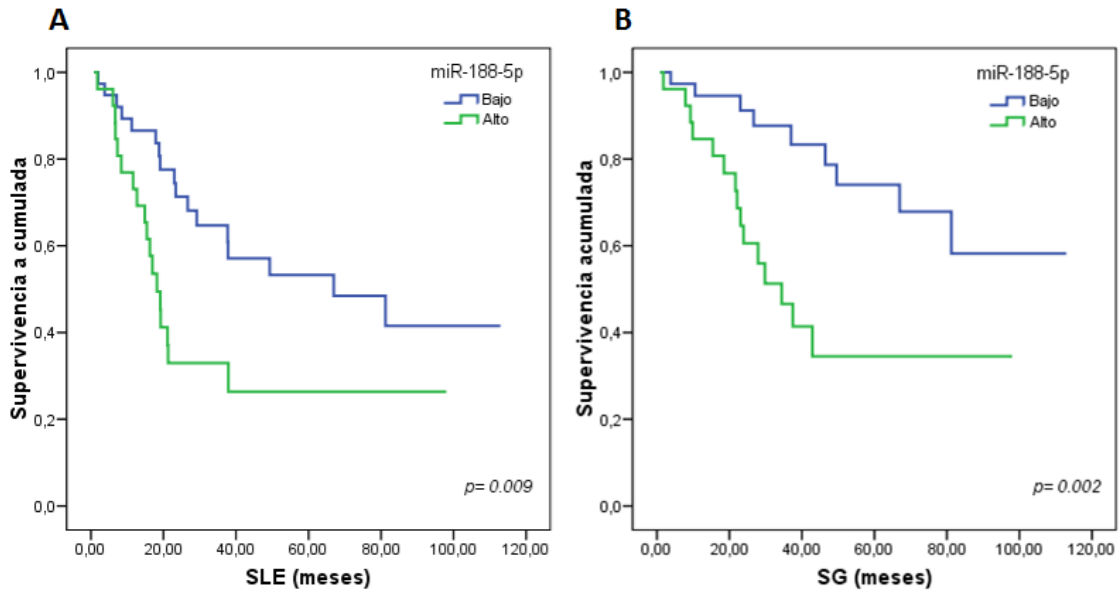 A
miR-188-5p
Bajo
Alto
Supervivencia a cumulada
1,0
0,8
0,6
0,4
0,2
0,0
p= 0.009
0,00 20,00 40,00 60,00 80,00 100,00 120,00
SLE (meses)
B
miR-188-5p
Bajo
Alto
Supervivencia acumulada
1,0
0,8
0,6
0,4
0,2
0,0
p= 0.002
0,00 20,00 40,00 60,00 80,00 100,00 120,00
SG (meses)